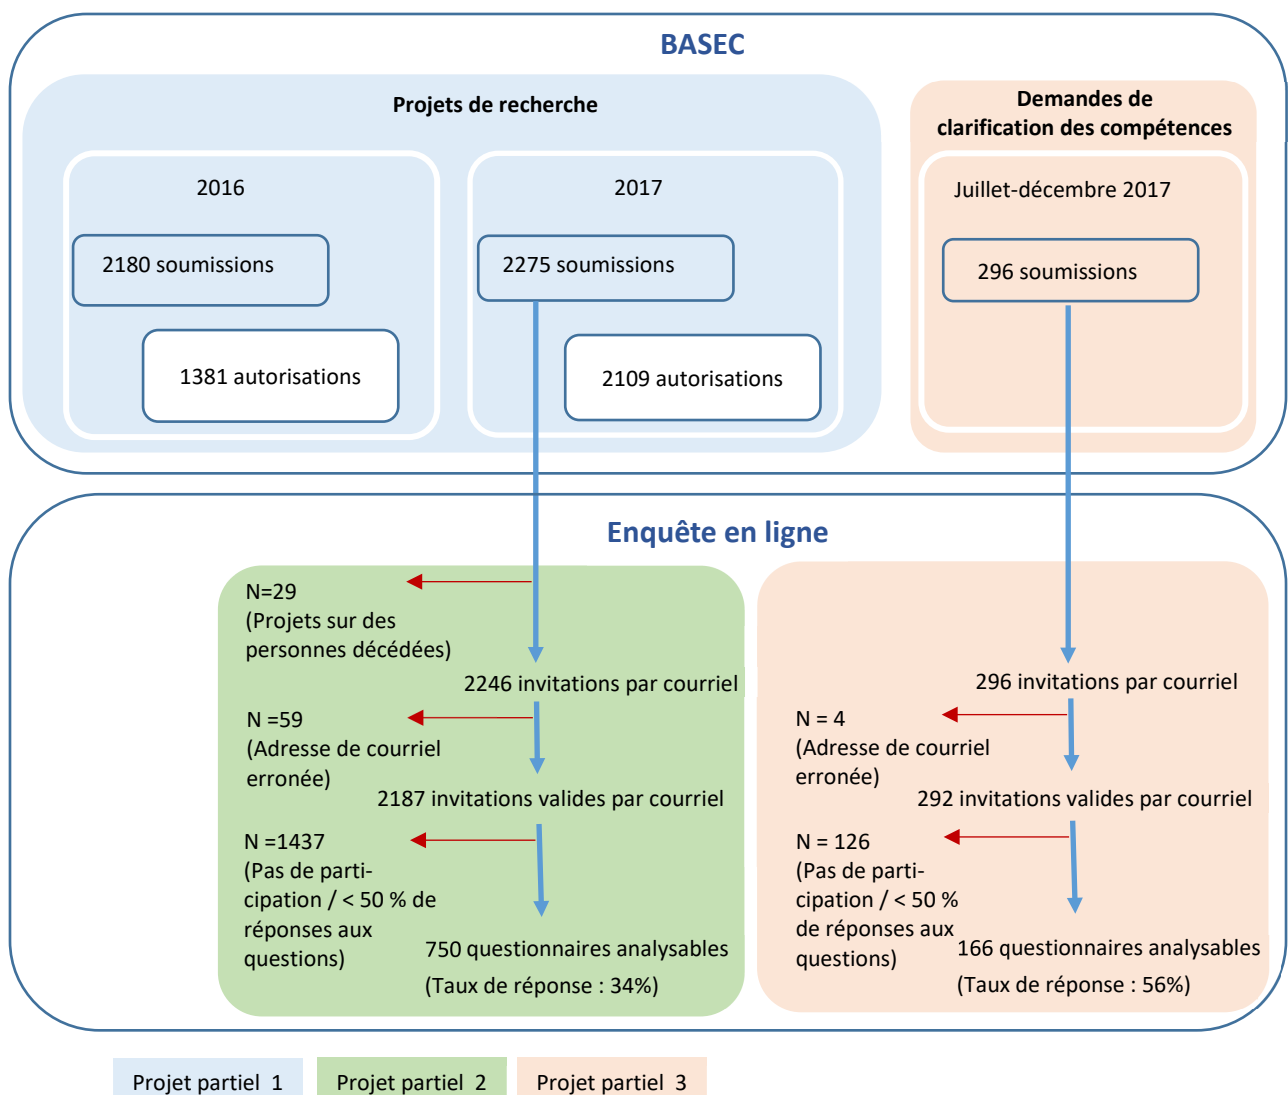 BASEC
Projets de recherche
2016
2180 soumissions
1381 autorisations
2017
2275 soumissions
2109 autorisations
Demandes de
clarification des compétences
Juillet-décembre 2017
296 soumissions
Enquête en ligne
N=29
(Projets sur des
personnes décédées)
2246 invitations par courriel
N =59
(Adresse de courriel
erronée)
2187 invitations valides par courriel
N =1437
(Pas de parti-
cipation / < 50 % de
réponses aux
questions)
750 questionnaires analysables
(Taux de réponse : 34%)
296 invitations par courriel
N = 4
(Adresse de courriel
erronée)
292 invitations valides par courriel
N = 126
(Pas de parti-
cipation / < 50 %
de réponses aux
questions)
166 questionnaires analysables
(Taux de réponse : 56%)
Projet partiel 1
Projet partiel 2
Projet partiel 3